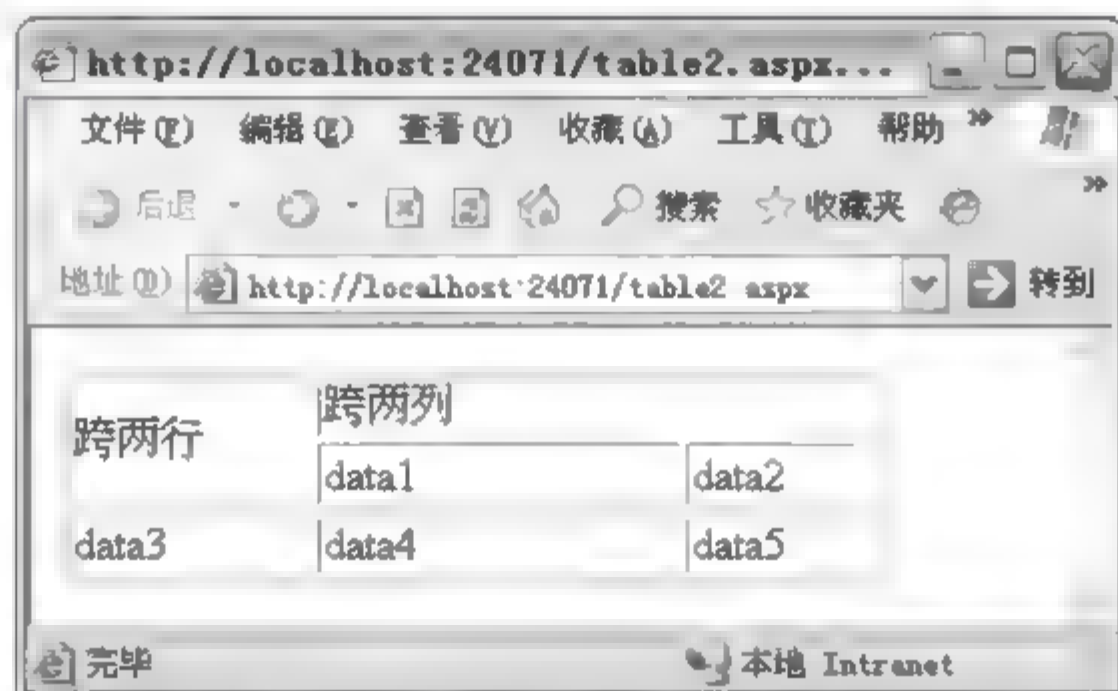 http://localhost:24071/table2.aspx...
文件(F) 编辑(E) 查看(V) 收藏(A) 工具(T) 帮助 »
后退 搜索 收藏夹 »
地址(D) http://localhost:24071/table2.aspx 转到
跨两行 跨两列
data1 data2
data3 data4 data5
完毕 本地 Intranet